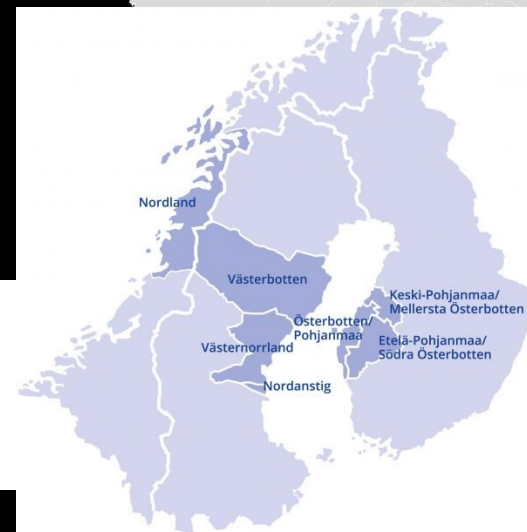 Nordland
Västerbotten
Keski-Pohjanmaa/
Mellersta Österbotten
Österbotten/
Pohjanmaa
Etelä-Pohjanmaa/
Södra Österbotten
Västernorrland
Nordanstig